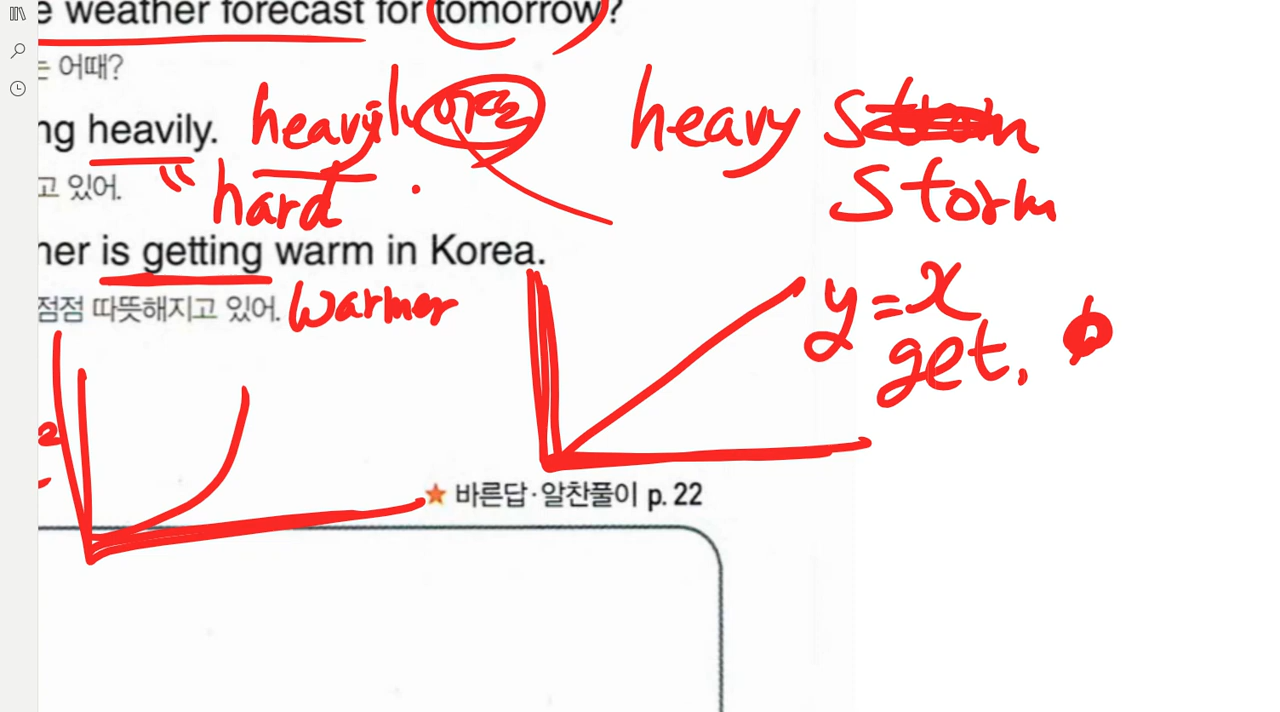 e weather forecast for tomorrow?
는 어때?
ng heavily. heavily heavy
고 있어. hard Storm
ner is getting warm in Korea.
점점 따뜻해지고 있어. warmer y=x
get,
★ 바른답·알찬풀이 p. 22